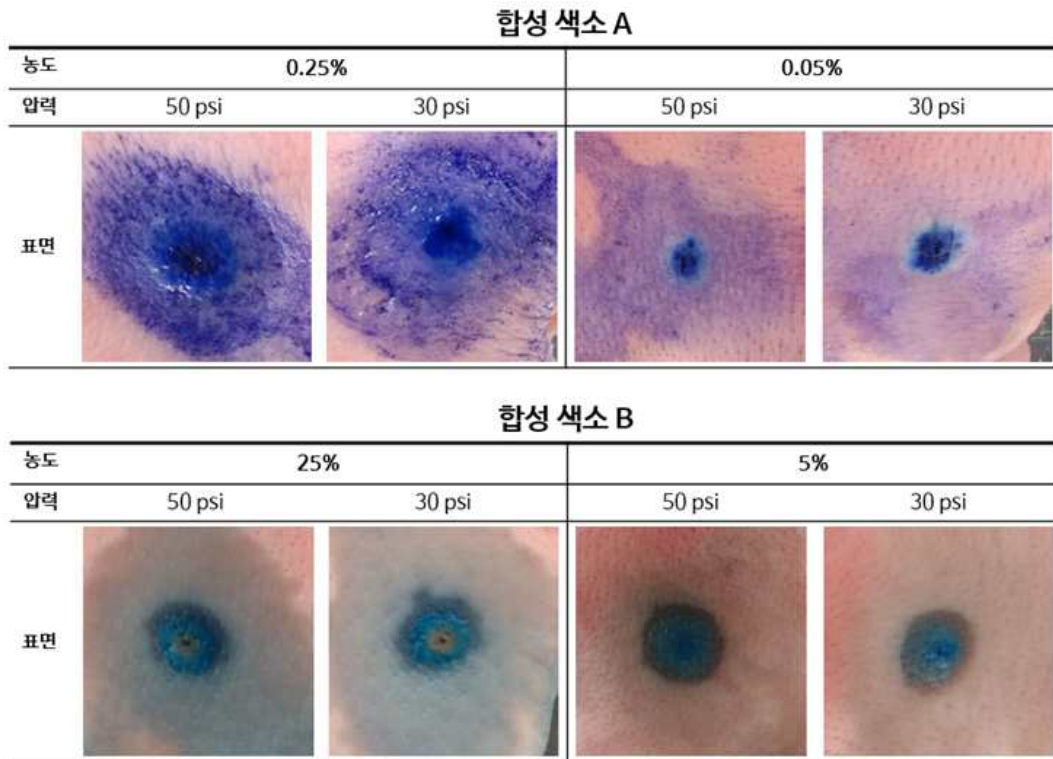 합성 색소 A
농도 0.25% 0.05%
압력 50 psi 30 psi 50 psi 30 psi
표면
합성 색소 B
농도 25% 5%
압력 50 psi 30 psi 50 psi 30 psi
표면